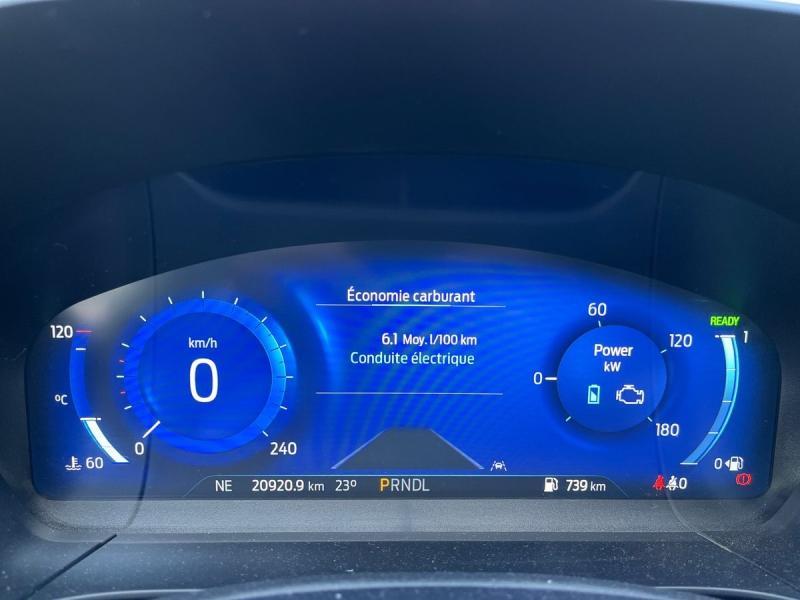 Économie carburant
6.1 Moy. l/100 km
Conduite électrique
120
°C
60
km/h
0
0
240
60
120
0
180
Power
kW
READY
1
0
NE 20920.9 km 23° PRNDL 739 km 0